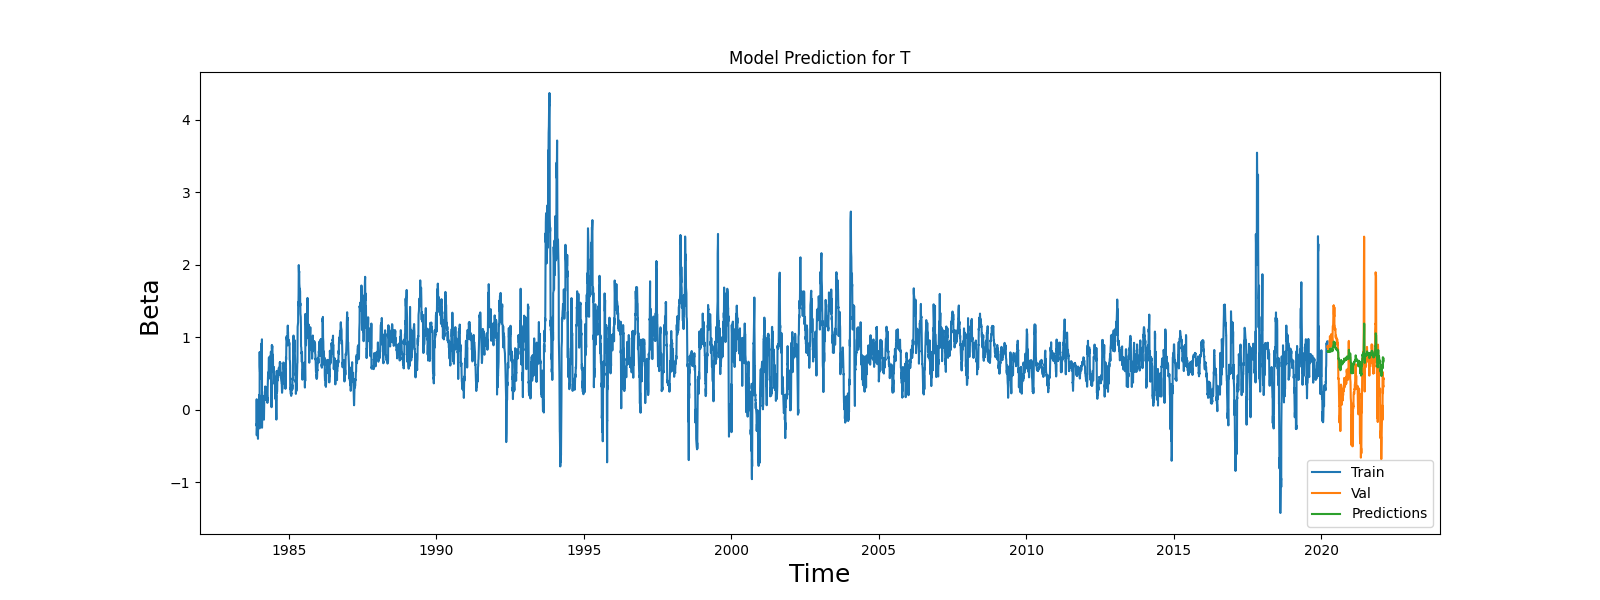 Model Prediction for T
Beta
4
3
2
1
0
−1
1985 1990 1995 2000 2005 2010 2015 2020
Time
Train
Val
Predictions